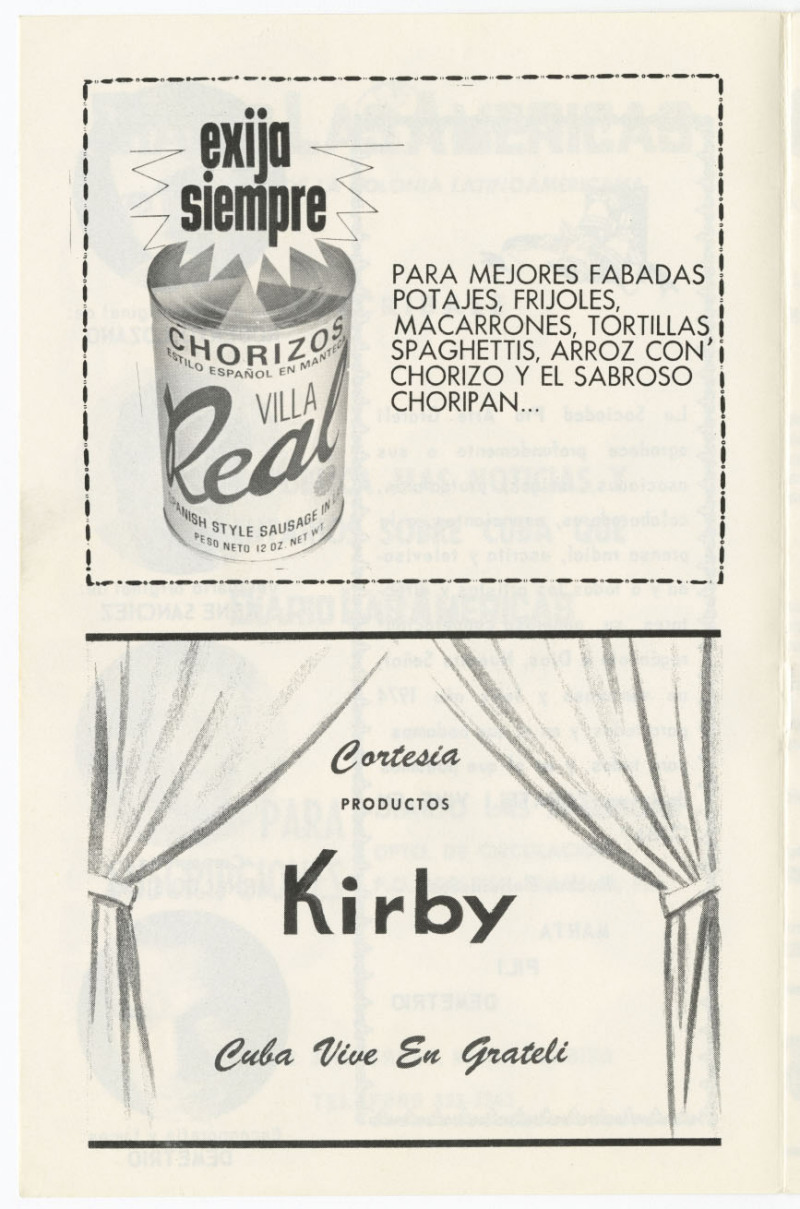 exija
siempre
CHORIZOS
ESTILO ESPAÑOL EN MANTECA
VILLA
Real
SPANISH STYLE SAUSAGE IN
PESO NETO 12 OZ. NET WT.
PARA MEJORES FABADAS
POTAJES, FRIJOLES,
MACARRONES, TORTILLAS,
SPAGHETTIS, ARROZ CON
CHORIZO Y EL SABROSO
CHORIPAN...
Cortesia
PRODUCTOS
Kirby
Cuba Vive En Grateli